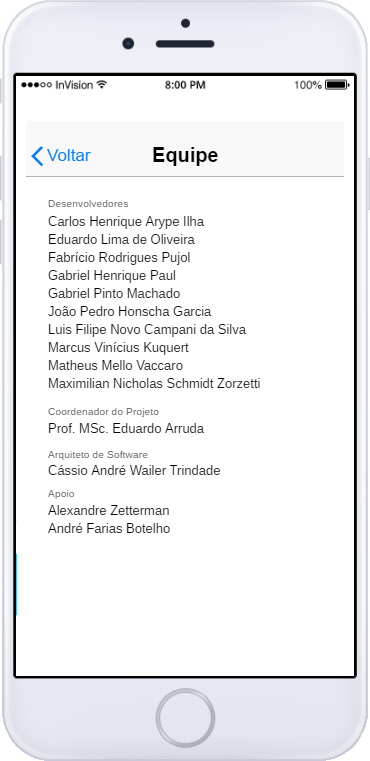 InVision 8:00 PM 100%
Voltar Equipe
Desenvolvedores
Carlos Henrique Arype Ilha
Eduardo Lima de Oliveira
Fabrício Rodrigues Pujol
Gabriel Henrique Paul
Gabriel Pinto Machado
João Pedro Honscha Garcia
Luis Filipe Novo Campani da Silva
Marcus Vinícius Kuquert
Matheus Mello Vaccaro
Maximilian Nicholas Schmidt Zorzetti
Coordenador do Projeto
Prof. MSc. Eduardo Arruda
Arquiteto de Software
Cássio André Wailer Trindade
Apoio
Alexandre Zetterman
André Farias Botelho